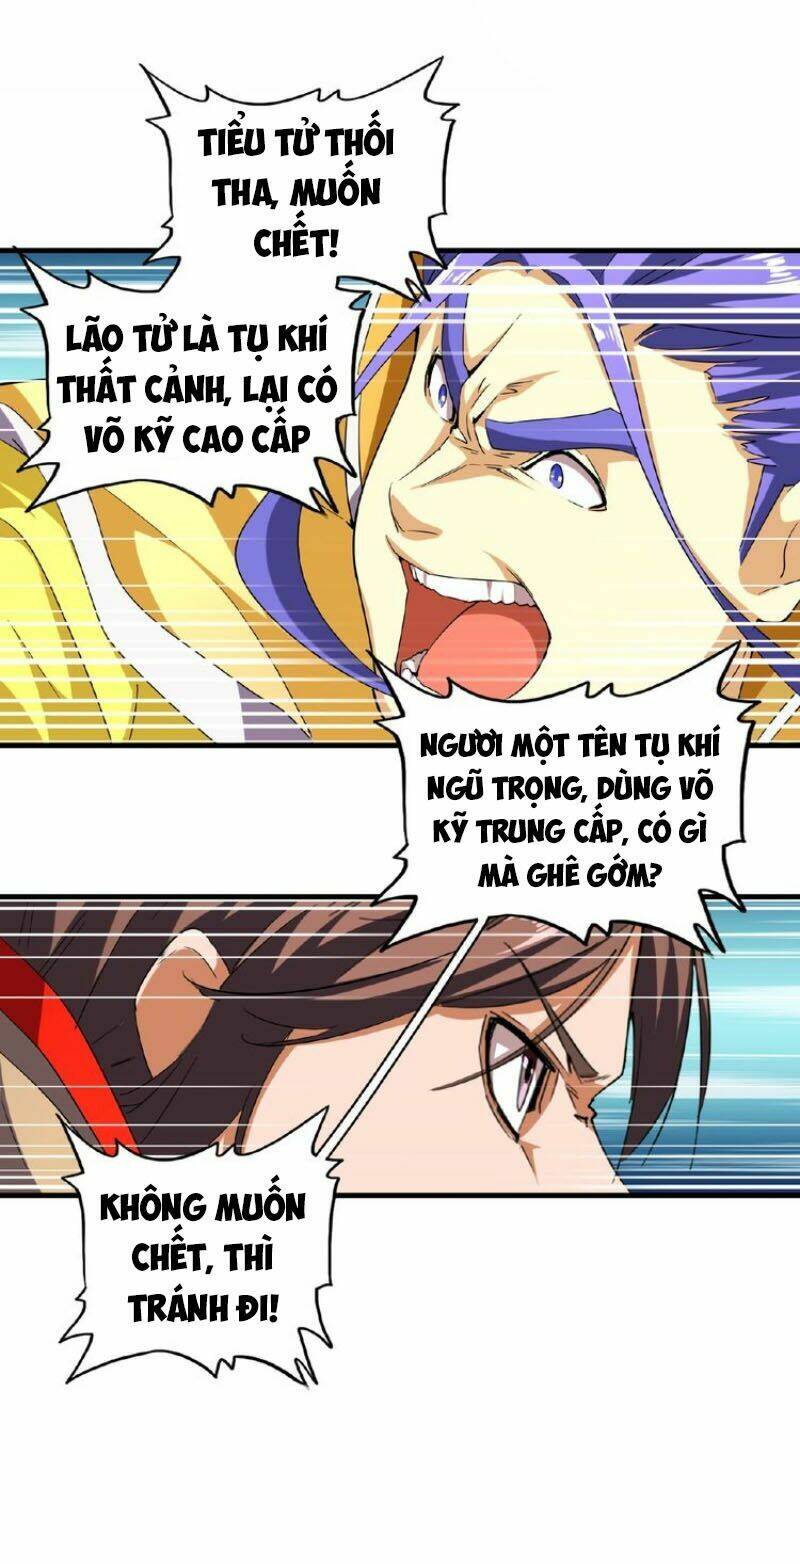 TIỂU TỬ THỐI
THA, MUỐN
CHẾT!
LÃO TỬ LÀ TỤ KHÍ
THẤT CẢNH, LẠI CÓ
VÕ KỸ CAO CẤP
NGƯƠI MỘT TÊN TỤ KHÍ
NGŨ TRỌNG, DÙNG VÕ
KỸ TRUNG CẤP, CÓ GÌ
MÀ GHÊ GỚM?
KHÔNG MUỐN
CHẾT, THÌ
TRÁNH ĐI!